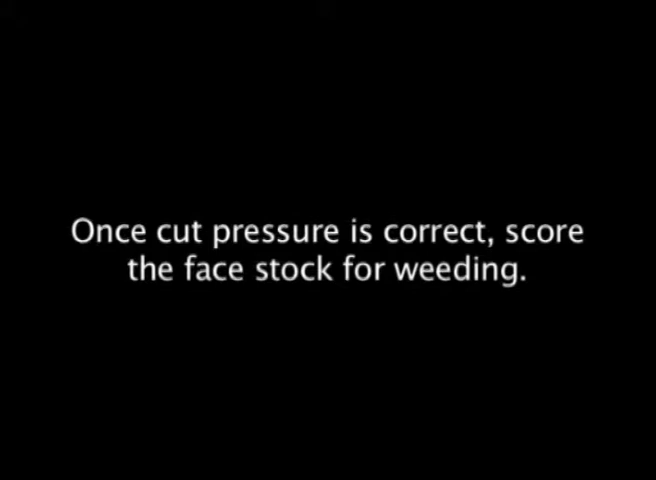 Once cut pressure is correct, score
the face stock for weeding.